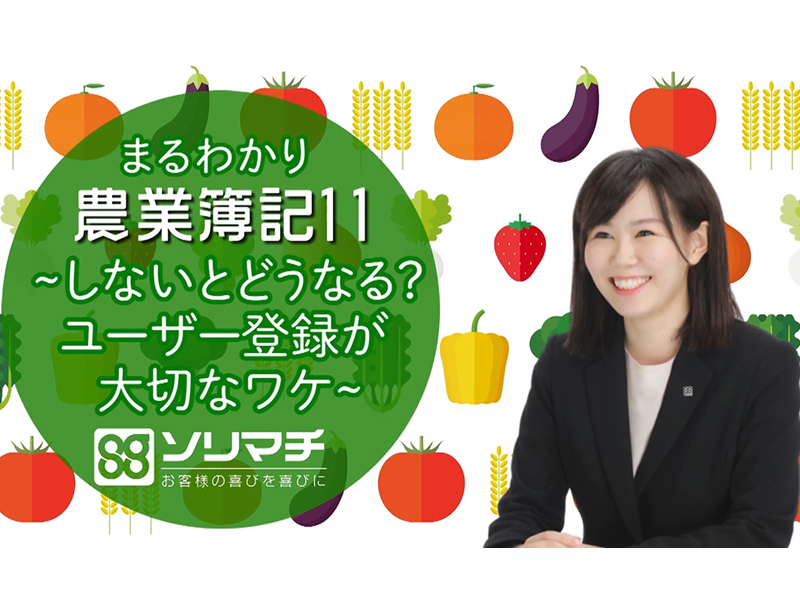 まるわかり
農業簿記11
~しないとどうなる?
ユーザー登録が
大切なワケ~
ソリマチ
お客様の喜びを喜びに